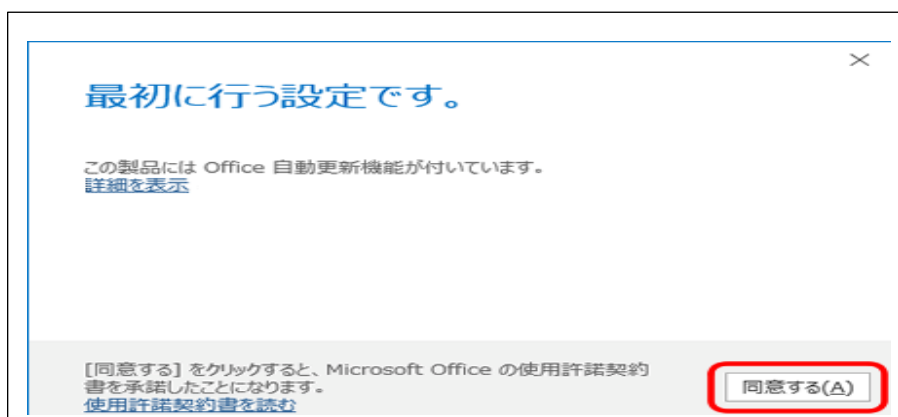 最初に行う設定です。
この製品には Office 自動更新機能が付いています。
詳細を表示
[同意する] をクリックすると、Microsoft Office の使用許諾契約
書を承諾したことになります。
使用許諾契約書を読む
同意する(A)